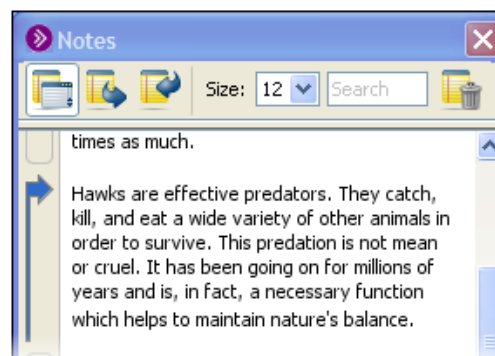 Notes
Size: 12 Search
times as much.
Hawks are effective predators. They catch,
kill, and eat a wide variety of other animals in
order to survive. This predation is not mean
or cruel. It has been going on for millions of
years and is, in fact, a necessary function
which helps to maintain nature's balance.